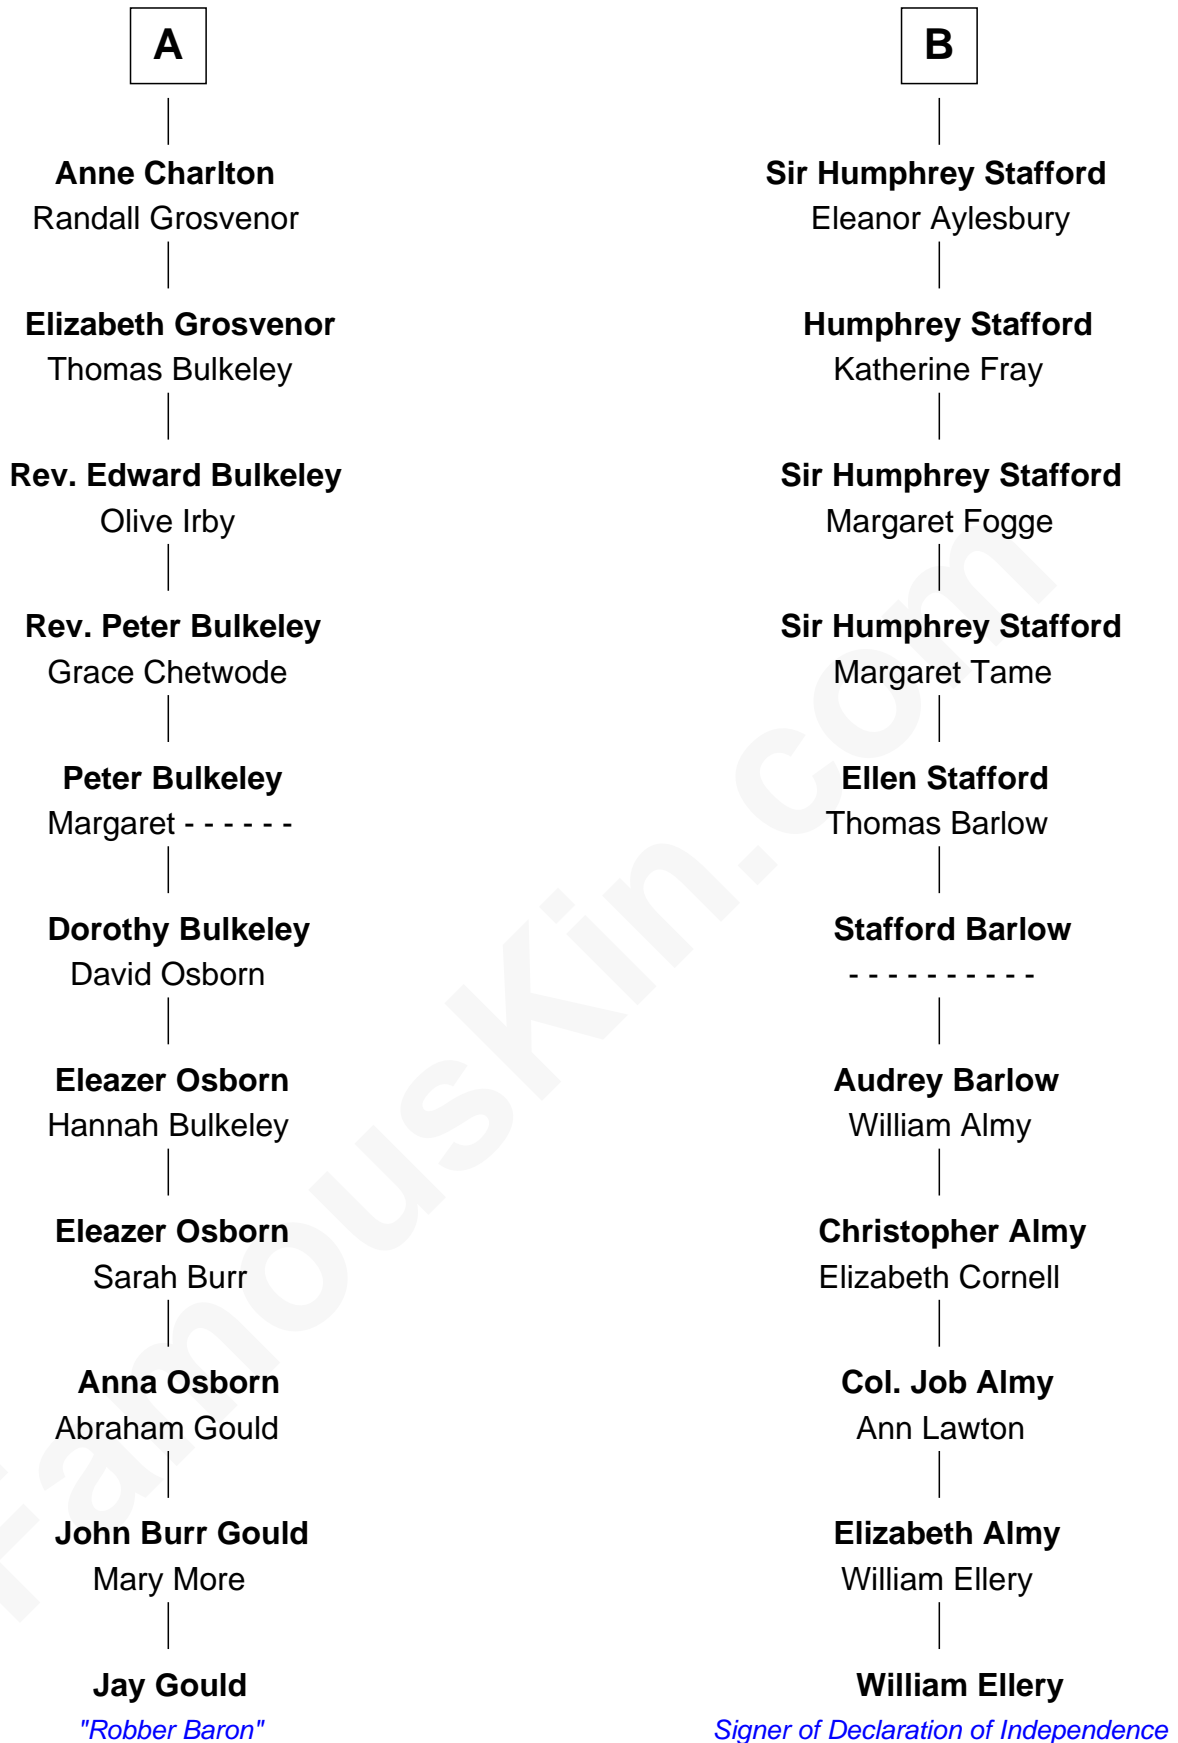 A
Anne Charlton
Randall Grosvenor
Elizabeth Grosvenor
Thomas Bulkeley
Rev. Edward Bulkeley
Olive Irby
Rev. Peter Bulkeley
Grace Chetwode
Peter Bulkeley
Margaret - - - - - -
Dorothy Bulkeley
David Osborn
Eleazer Osborn
Hannah Bulkeley
Eleazer Osborn
Sarah Burr
Anna Osborn
Abraham Gould
John Burr Gould
Mary More
Jay Gould
"Robber Baron"
B
Sir Humphrey Stafford
Eleanor Aylesbury
Humphrey Stafford
Katherine Fray
Sir Humphrey Stafford
Margaret Fogge
Sir Humphrey Stafford
Margaret Tame
Ellen Stafford
Thomas Barlow
Stafford Barlow
- - - - - - - - - -
Audrey Barlow
William Almy
Christopher Almy
Elizabeth Cornell
Col. Job Almy
Ann Lawton
Elizabeth Almy
William Ellery
William Ellery
Signer of Declaration of Independence
FamousKin.com